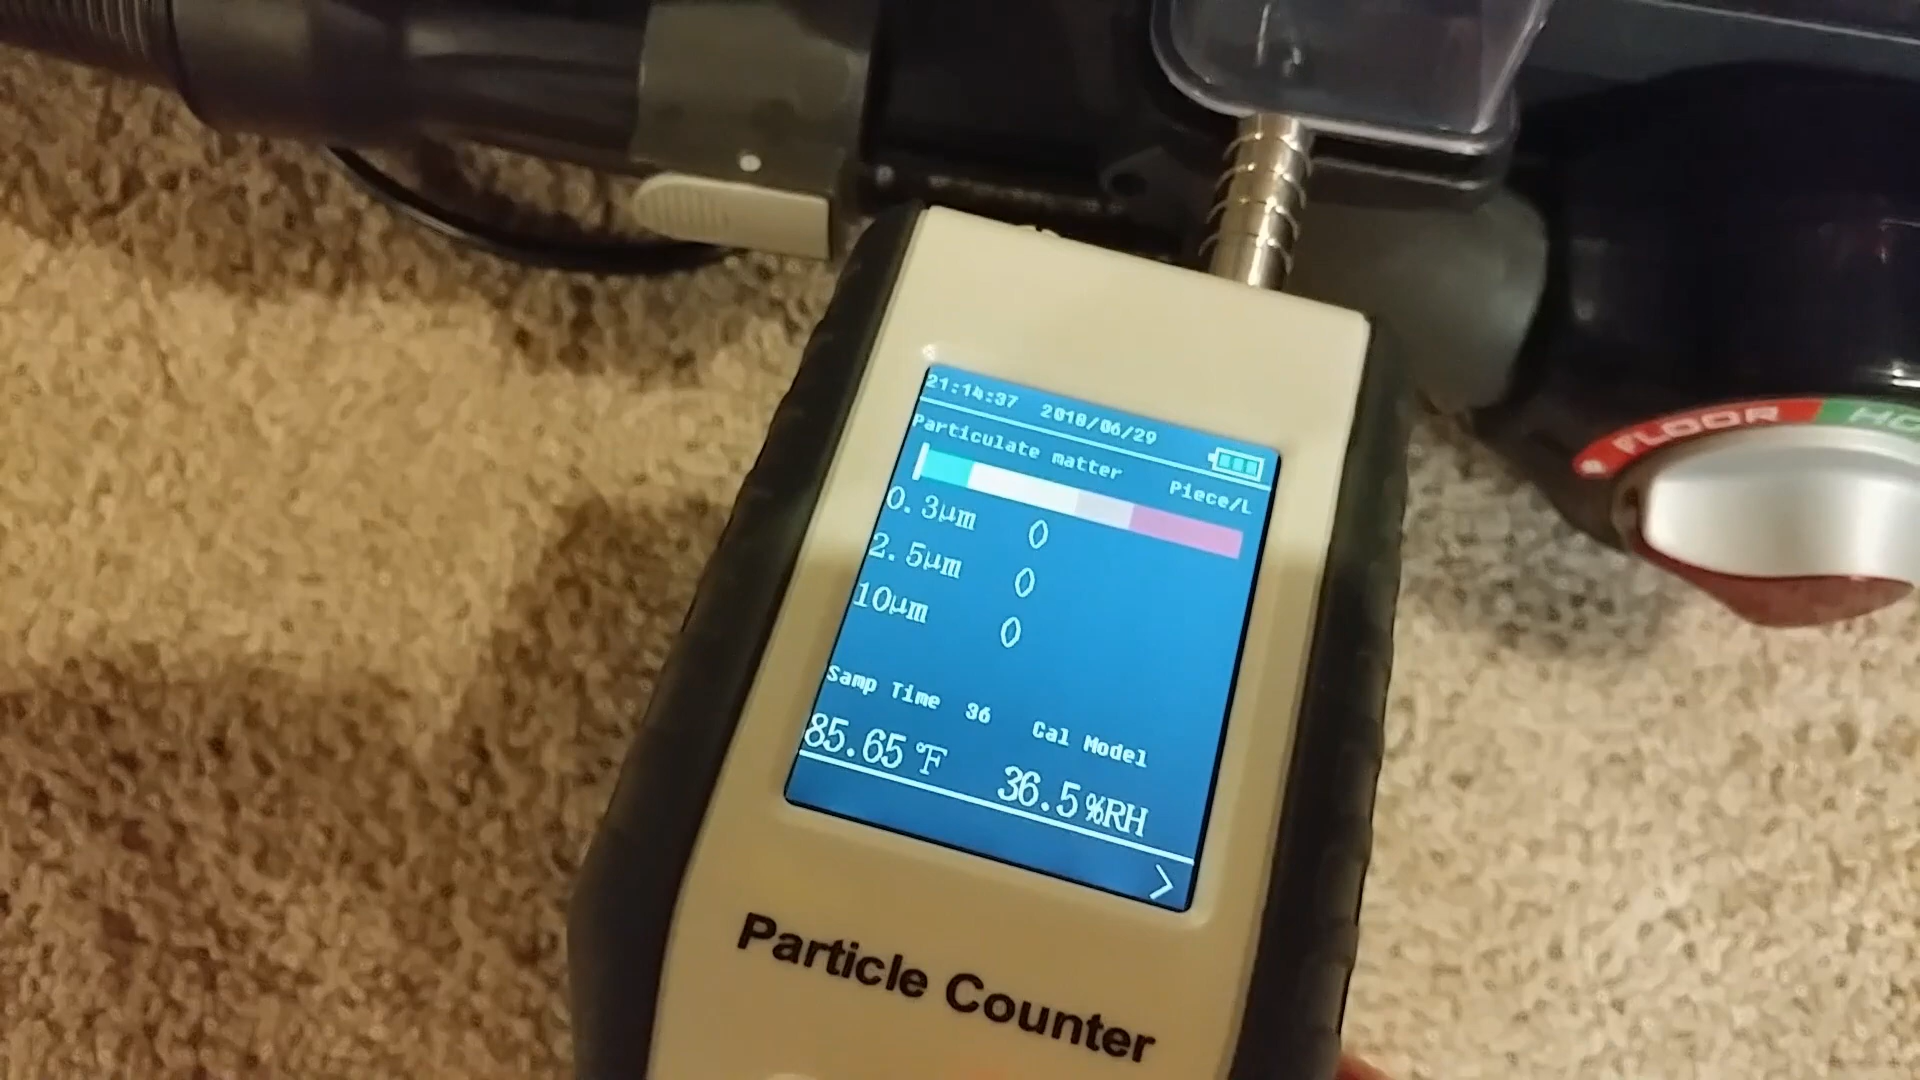 21:14:37 2018/06/29
Particulate matter
Piece/L
0.3μm 0
2.5μm 0
10μm 0
Samp Time 36 Cal Model
85.65℉ 36.5%RH
>
Particle Counter
FLOOR